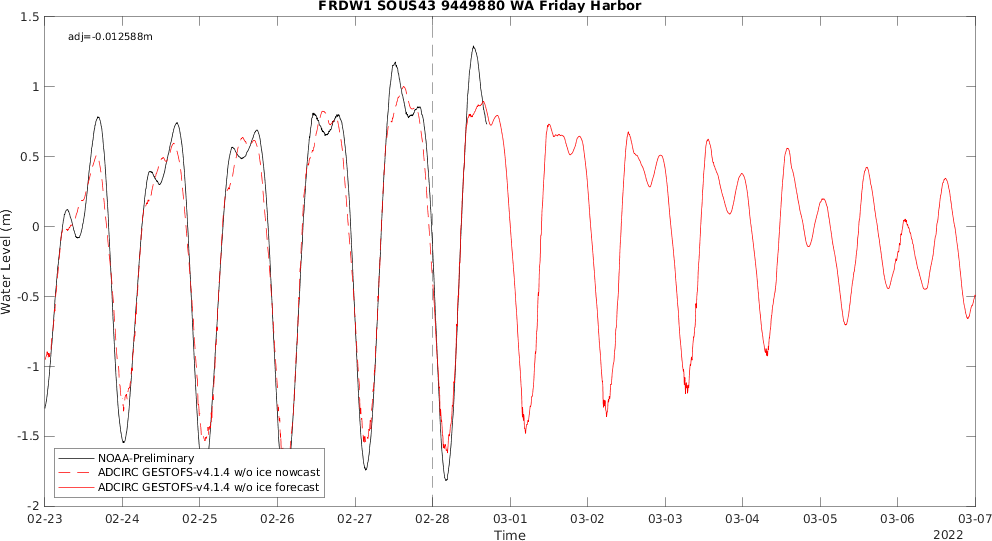 FRDW1 SOUS43 9449880 WA Friday Harbor
adj=-0.012588m
1.5
1
0.5
0
-0.5
-1
-1.5
-2
Water Level (m)
NOAA-Preliminary
ADCIRC GESTOFS-v4.1.4 w/o ice nowcast
ADCIRC GESTOFS-v4.1.4 w/o ice forecast
02-23 02-24 02-25 02-26 02-27 02-28 03-01 03-02 03-03 03-04 03-05 03-06 03-07
Time
2022